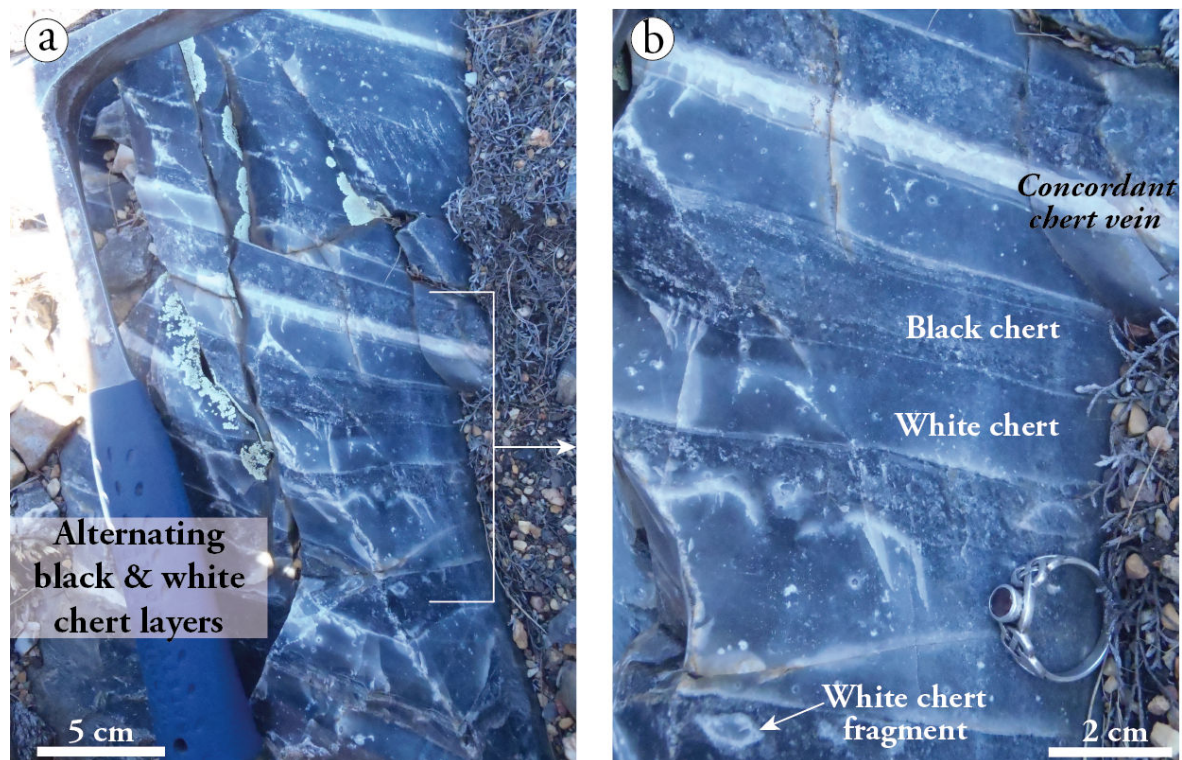 a
Alternating
black & white
chert layers
5 cm
b
Concordant
chert vein
Black chert
White chert
White chert
fragment
2 cm